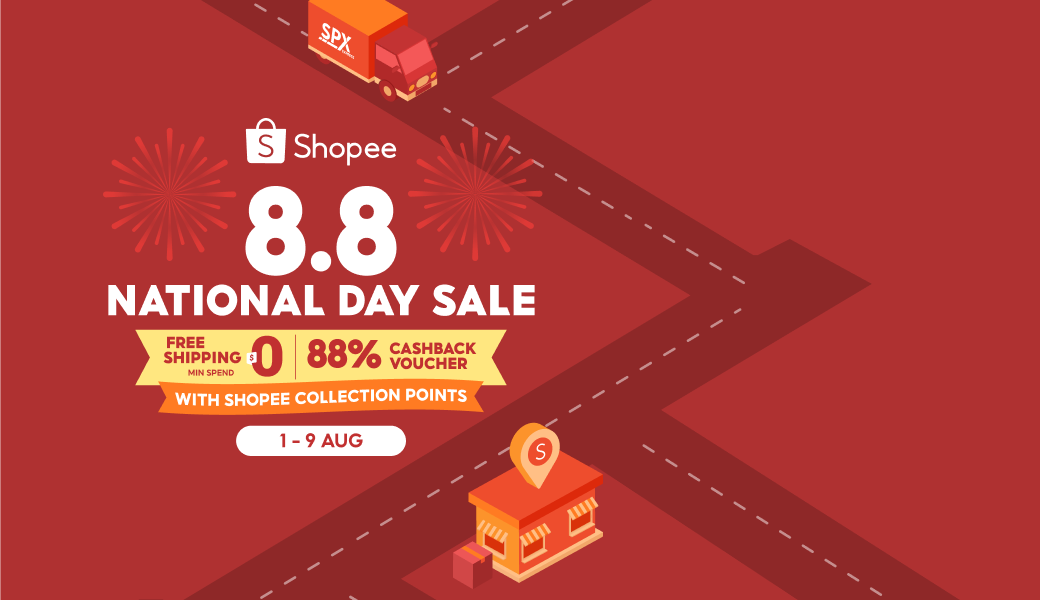 SPX
Shopee
8.8
NATIONAL DAY SALE
FREE
SHIPPING
MIN SPEND
$0
88%
CASHBACK
VOUCHER
WITH SHOPEE COLLECTION POINTS
1 - 9 AUG